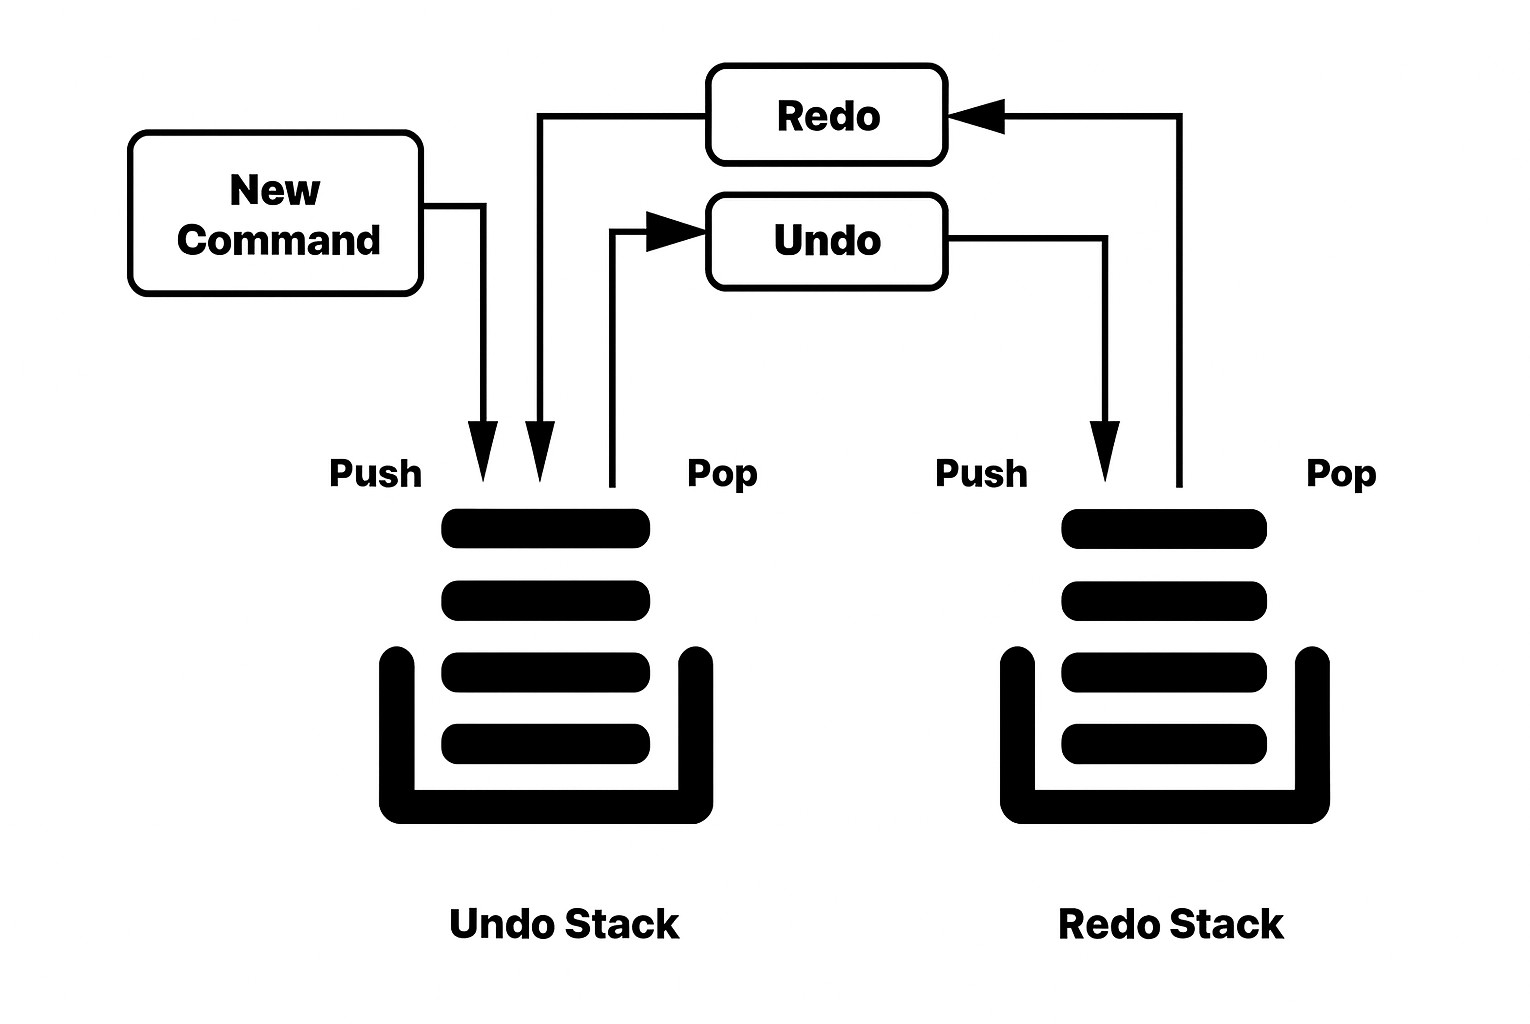 Redo
New
Command
Undo
Push
Pop
Push
Pop
Undo Stack
Redo Stack